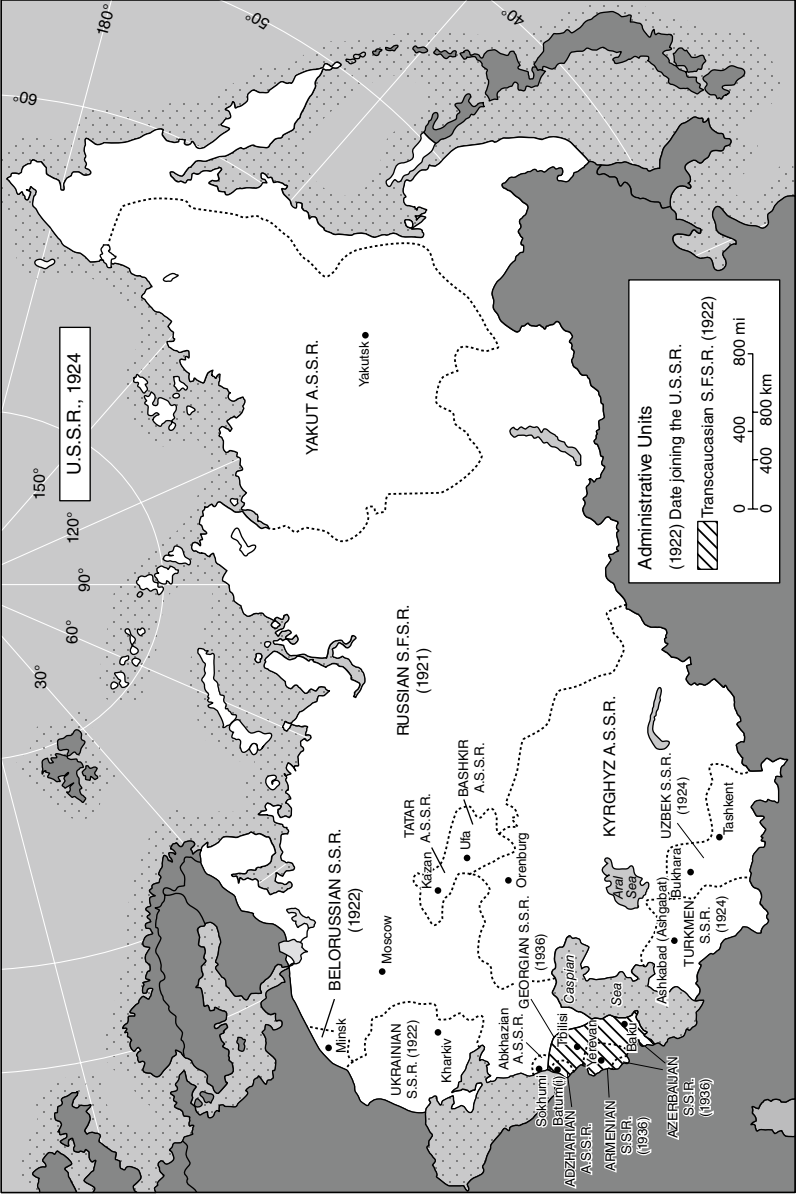 U.S.S.R., 1924
180°
60°
50°
40°
150°
120°
90°
60°
30°
YAKUT A.S.S.R.
Yakutsk
RUSSIAN S.F.S.R.
(1921)
BELORUSSIAN S.S.R.
(1922)
Minsk
Moscow
TATAR
A.S.S.R.
Kazan
BASHKIR
A.S.S.R.
Ufa
Orenburg
UKRAINIAN
S.S.R. (1922)
Kharkiv
KYRGHYZ A.S.S.R.
Aral
Sea
UZBEK S.S.R.
(1924)
Tashkent
Bukhara
Ashkabad (Ashgabat)
TURKMEN
S.S.R.
(1924)
Caspian
Sea
GEORGIAN S.S.R.
(1936)
Abkhazian
A.S.S.R.
Sokhumi
Batum(i)
Tbilisi
Yerevan
Baku
ADZHARIAN
A.S.S.R.
ARMENIAN
S.S.R.
(1936)
AZERBAIJAN
S.S.R.
(1936)
Administrative Units
(1922) Date joining the U.S.S.R.
Transcaucasian S.F.S.R. (1922)
0 400 800 mi
0 400 800 km